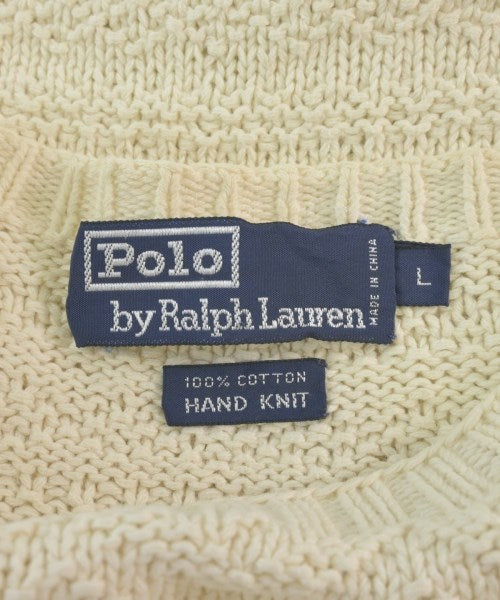 Polo
by Ralph Lauren
MADE IN CHINA
L
100% COTTON
HAND KNIT